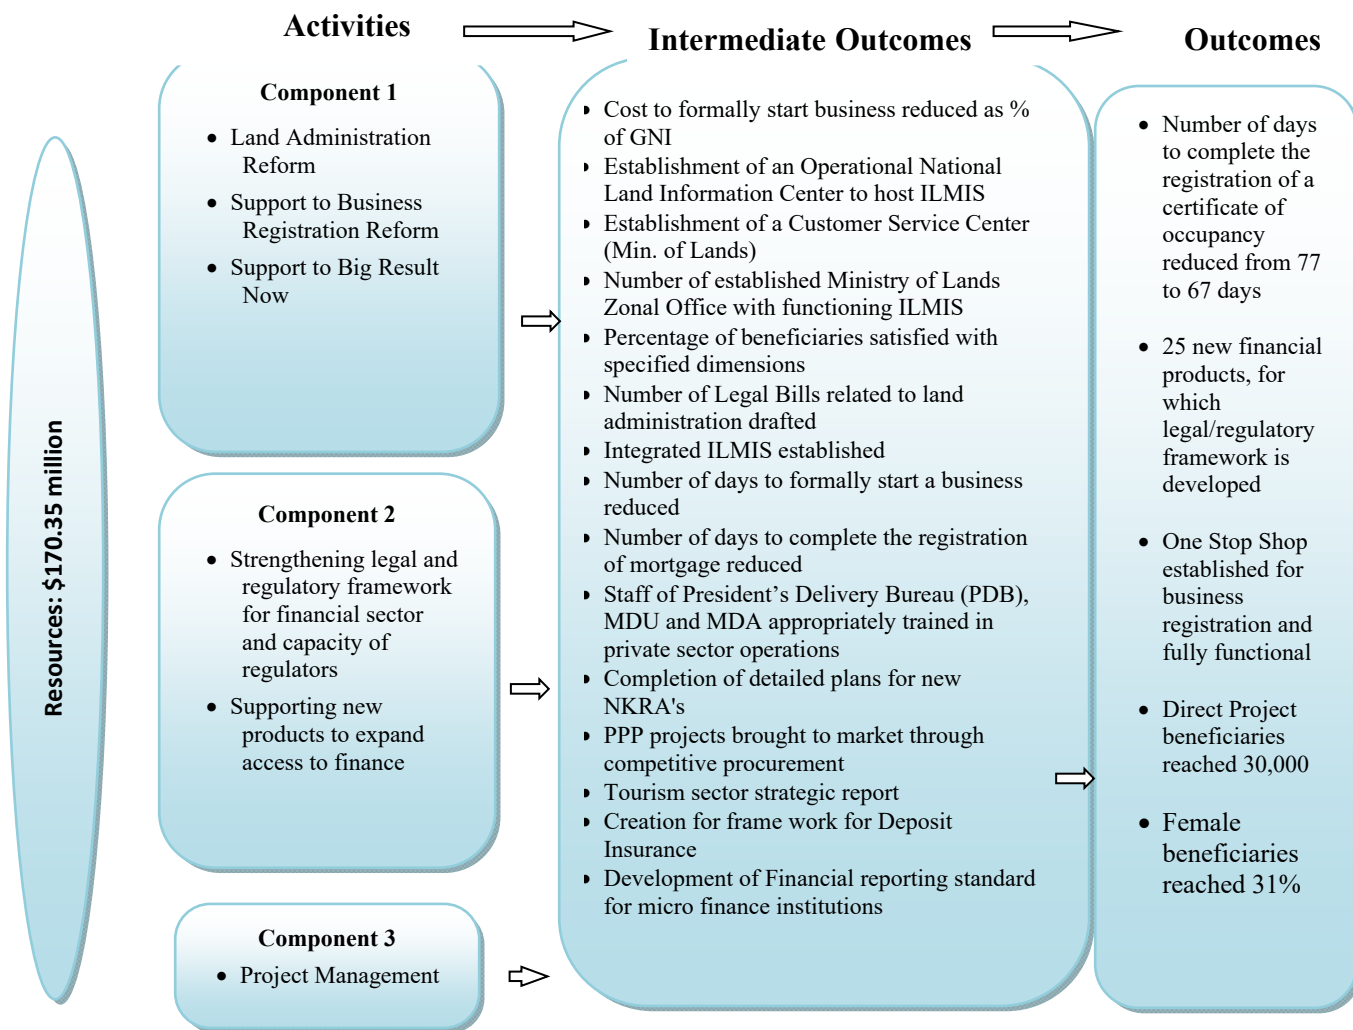 Activities
Intermediate Outcomes
Outcomes
Resources: $170.35 million
Component 1
• Land Administration
Reform
• Support to Business
Registration Reform
• Support to Big Result
Now
Component 2
• Strengthening legal and
regulatory framework
for financial sector
and capacity of
regulators
• Supporting new
products to expand
access to finance
Component 3
• Project Management
• Cost to formally start business reduced as %
of GNI
• Establishment of an Operational National
Land Information Center to host ILMIS
• Establishment of a Customer Service Center
(Min. of Lands)
• Number of established Ministry of Lands
Zonal Office with functioning ILMIS
• Percentage of beneficiaries satisfied with
specified dimensions
• Number of Legal Bills related to land
administration drafted
• Integrated ILMIS established
• Number of days to formally start a business
reduced
• Number of days to complete the registration
of mortgage reduced
• Staff of President’s Delivery Bureau (PDB),
MDU and MDA appropriately trained in
private sector operations
• Completion of detailed plans for new
NKRA's
• PPP projects brought to market through
competitive procurement
• Tourism sector strategic report
• Creation for frame work for Deposit
Insurance
• Development of Financial reporting standard
for micro finance institutions
• Number of days
to complete the
registration of a
certificate of
occupancy
reduced from 77
to 67 days
• 25 new financial
products, for
which
legal/regulatory
framework is
developed
• One Stop Shop
established for
business
registration and
fully functional
• Direct Project
beneficiaries
reached 30,000
• Female
beneficiaries
reached 31%